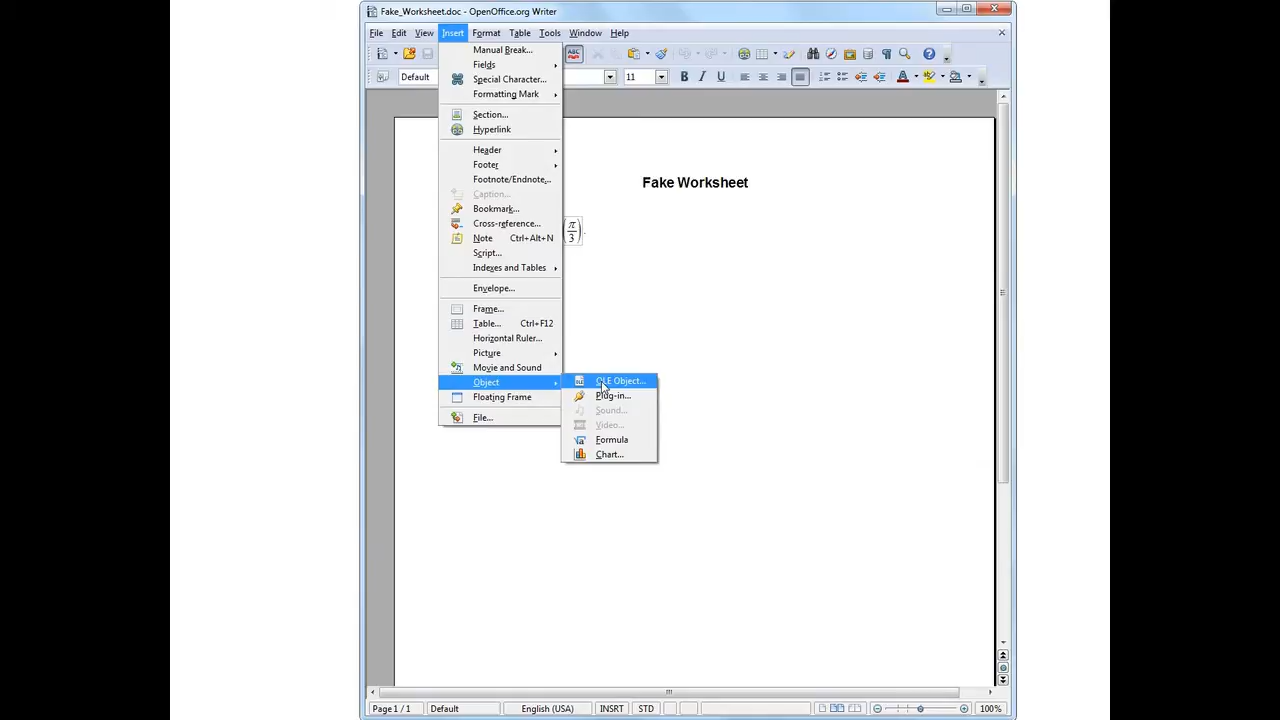 Fake_Worksheet.doc - OpenOffice.org Writer
File Edit View Insert Format Table Tools Window Help
Default 11 B I U
Manual Break...
Fields
Special Character...
Formatting Mark
Section...
Hyperlink
Header
Footer
Footnote/Endnote...
Caption...
Bookmark...
Cross-reference...
Note Ctrl+Alt+N
Script...
Indexes and Tables
Envelope...
Frame...
Table... Ctrl+F12
Horizontal Ruler...
Picture
Movie and Sound
Object
Floating Frame
File...
OLE Object...
Plug-in...
Sound...
Video...
Formula
Chart...
Fake Worksheet
(π/3).
Page 1 / 1 Default English (USA) INSRT STD 100%